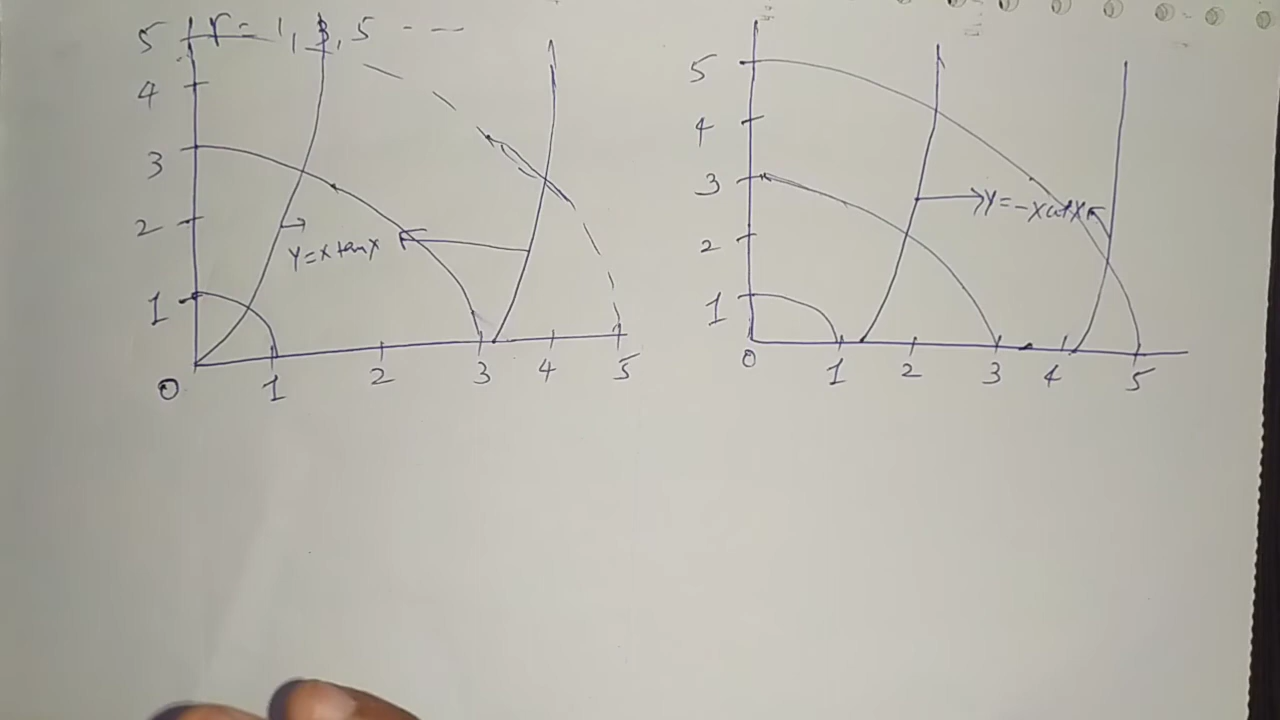 r = 1, 3, 5 - - -
5
4
3
2
1
0
1 2 3 4 5
y = x tan x
5
4
3
2
1
0
1 2 3 4 5
y = -x cot x